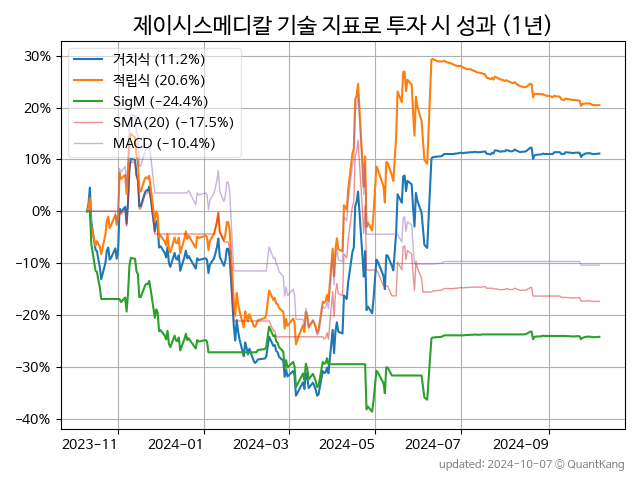 제이시스메디칼 기술 지표로 투자 시 성과 (1년)
거치식 (11.2%)
적립식 (20.6%)
SigM (−24.4%)
SMA(20) (−17.5%)
MACD (−10.4%)
30%
20%
10%
0%
−10%
−20%
−30%
−40%
2023-11 2024-01 2024-03 2024-05 2024-07 2024-09
updated: 2024-10-07 © QuantKang